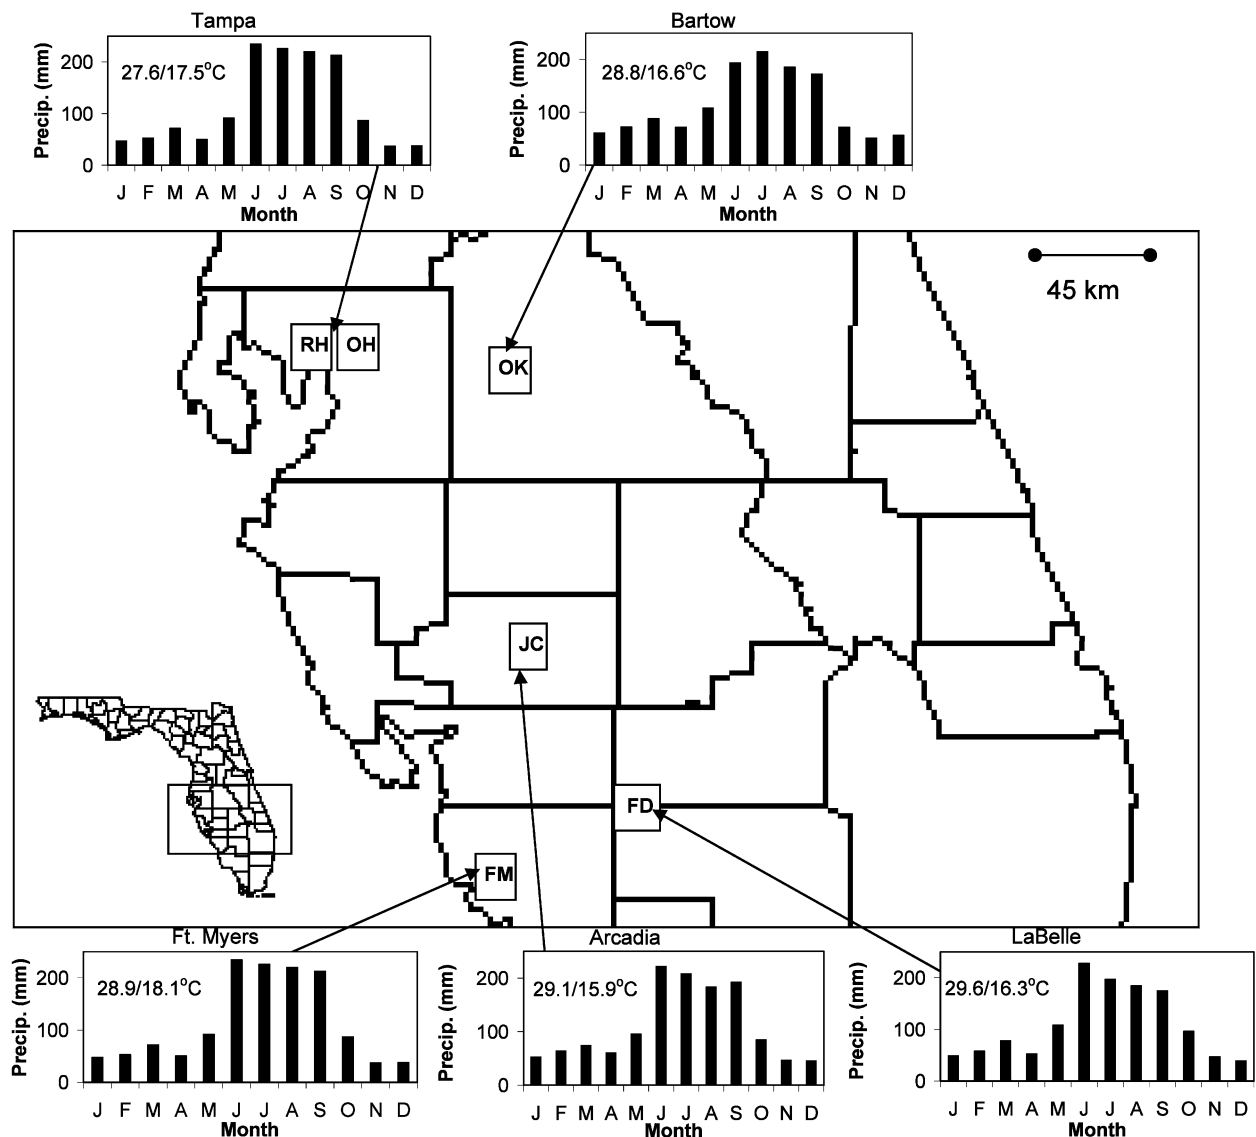 Tampa
Precip. (mm)
200
100
0
27.6/17.5°C
J F M A M J J A S O N D
Month
Bartow
Precip. (mm)
200
100
0
28.8/16.6°C
J F M A M J J A S O N D
Month
45 km
RH
OH
OK
JC
FD
FM
Ft. Myers
Precip. (mm)
200
100
0
28.9/18.1°C
J F M A M J J A S O N D
Month
Arcadia
Precip. (mm)
200
100
0
29.1/15.9°C
J F M A M J J A S O N D
Month
LaBelle
Precip. (mm)
200
100
0
29.6/16.3°C
J F M A M J J A S O N D
Month